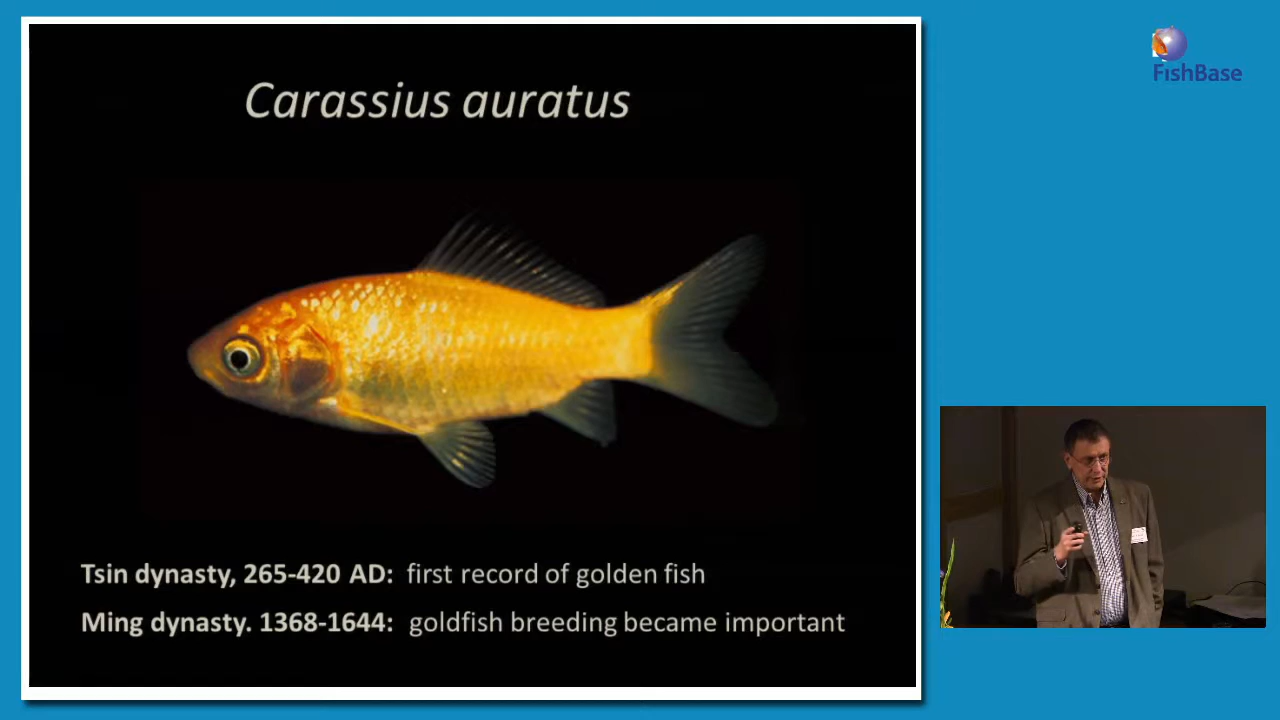 Carassius auratus
FishBase
Tsin dynasty, 265-420 AD: first record of golden fish
Ming dynasty. 1368-1644: goldfish breeding became important